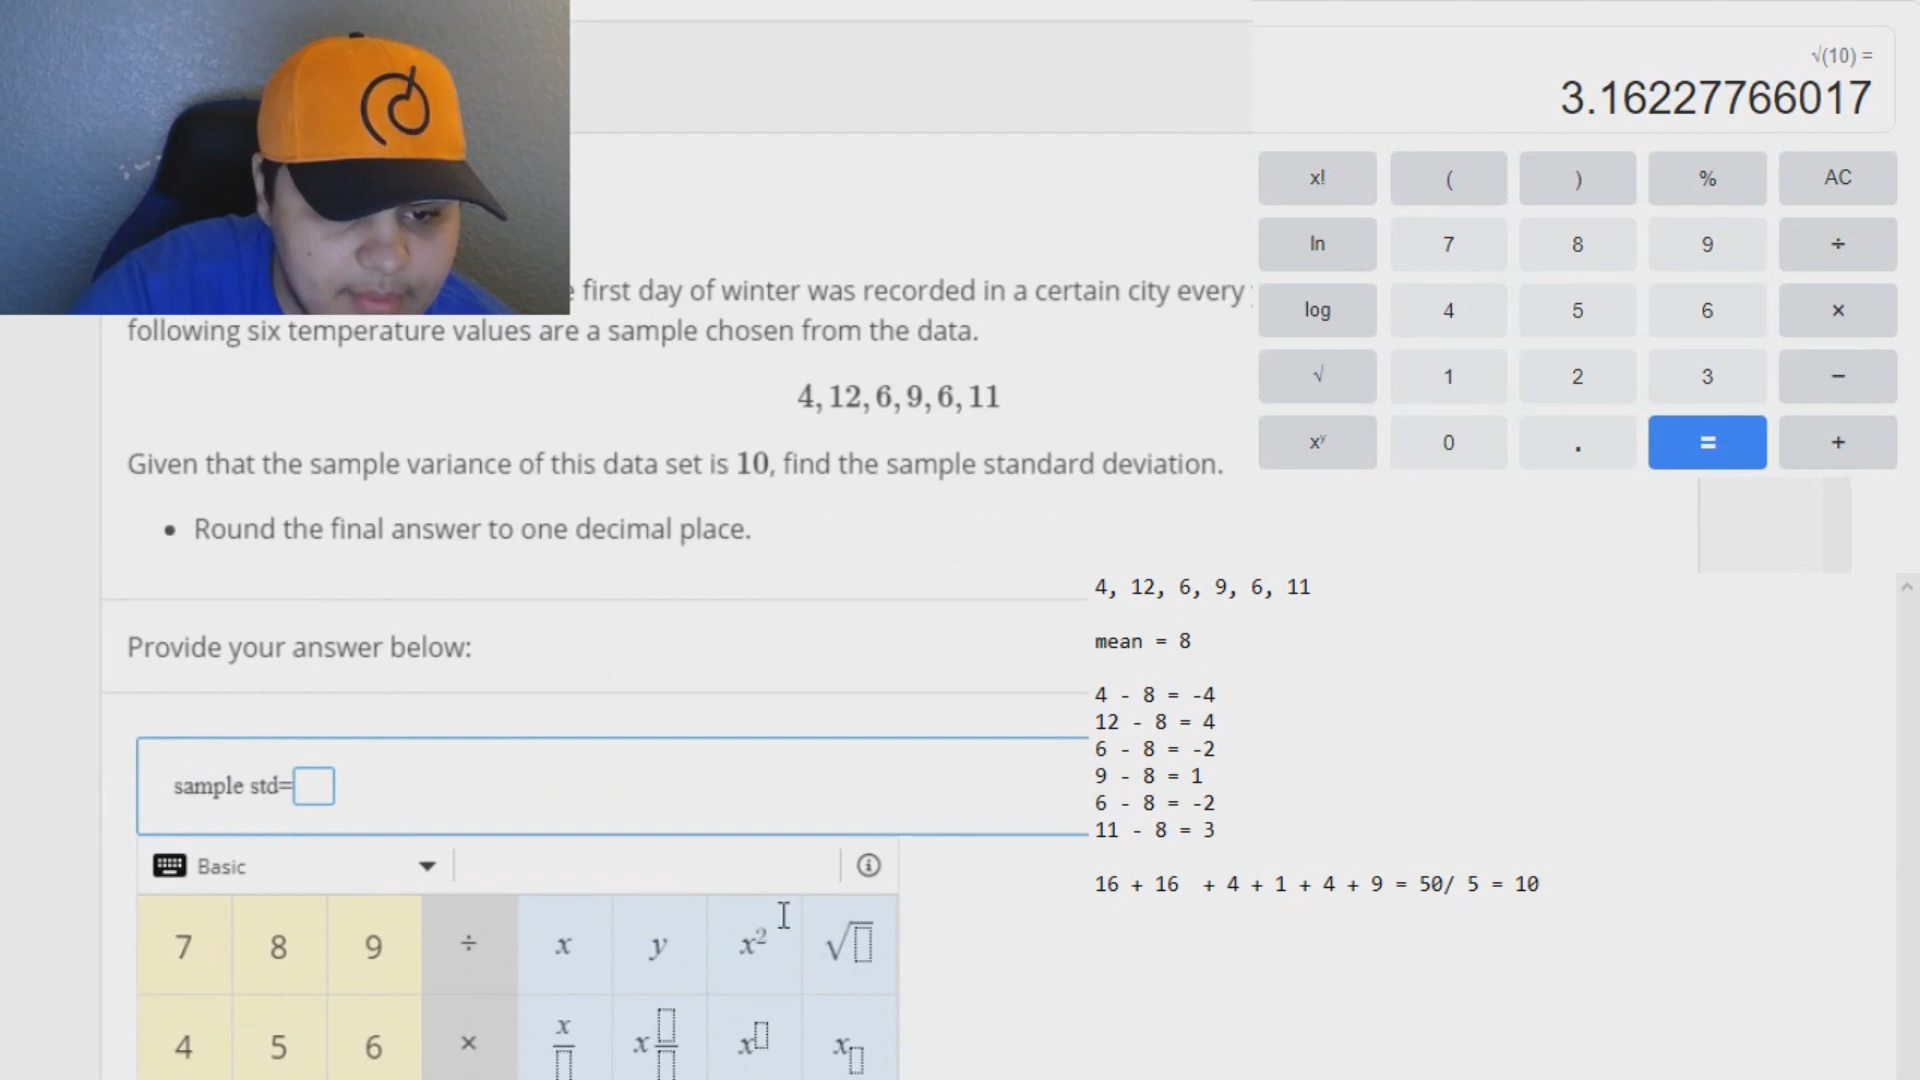 √(10) =
3.16227766017
x! ( ) % AC
ln 7 8 9 ÷
log 4 5 6 ×
√ 1 2 3 −
xʸ 0 . = +
first day of winter was recorded in a certain city every
following six temperature values are a sample chosen from the data.
4, 12, 6, 9, 6, 11
Given that the sample variance of this data set is 10, find the sample standard deviation.
• Round the final answer to one decimal place.
Provide your answer below:
sample std=
Basic
7 8 9 ÷ x y x² √▯
4 5 6 × x/▯ x▯/▯ x^▯ x_▯
4, 12, 6, 9, 6, 11
mean = 8
4 - 8 = -4
12 - 8 = 4
6 - 8 = -2
9 - 8 = 1
6 - 8 = -2
11 - 8 = 3
16 + 16  + 4 + 1 + 4 + 9 = 50/ 5 = 10